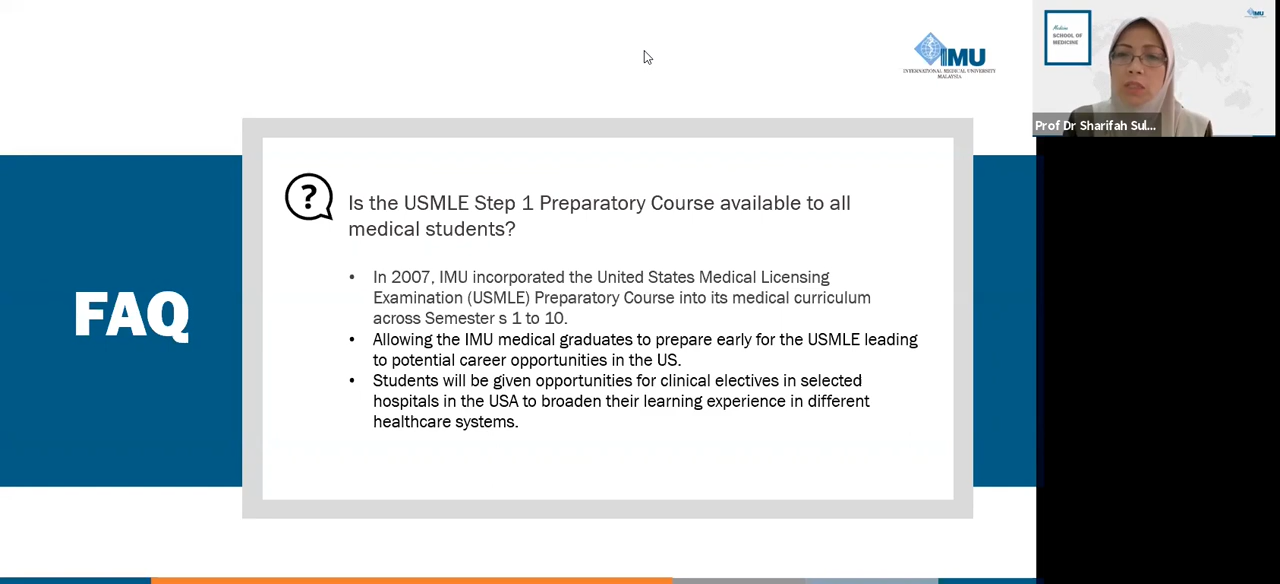 IMU
INTERNATIONAL MEDICAL UNIVERSITY
MALAYSIA
Medicine
SCHOOL OF
MEDICINE
IMU
Prof Dr Sharifah Sul...
?
Is the USMLE Step 1 Preparatory Course available to all
medical students?
• In 2007, IMU incorporated the United States Medical Licensing
Examination (USMLE) Preparatory Course into its medical curriculum
across Semester s 1 to 10.
• Allowing the IMU medical graduates to prepare early for the USMLE leading
to potential career opportunities in the US.
• Students will be given opportunities for clinical electives in selected
hospitals in the USA to broaden their learning experience in different
healthcare systems.
FAQ